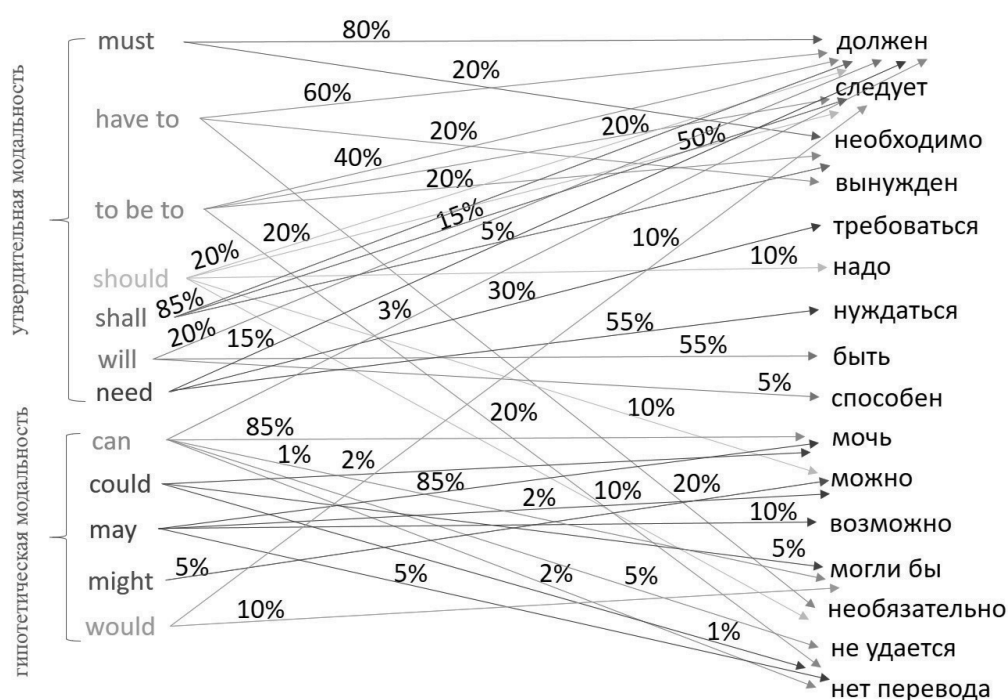 утвердительная модальность
must
have to
to be to
should
shall
will
need
гипотетическая модальность
can
could
may
might
would
80%
20%
60%
20%
20%
50%
40%
20%
15%
20%
5%
10%
20%
10%
85%
3%
30%
20%
15%
55%
55%
5%
20%
10%
85%
1%
2%
85%
2%
10%
20%
10%
5%
5%
2%
5%
5%
10%
1%
должен
следует
необходимо
вынужден
требоваться
надо
нуждаться
быть
способен
мочь
можно
возможно
могли бы
необязательно
не удается
нет перевода